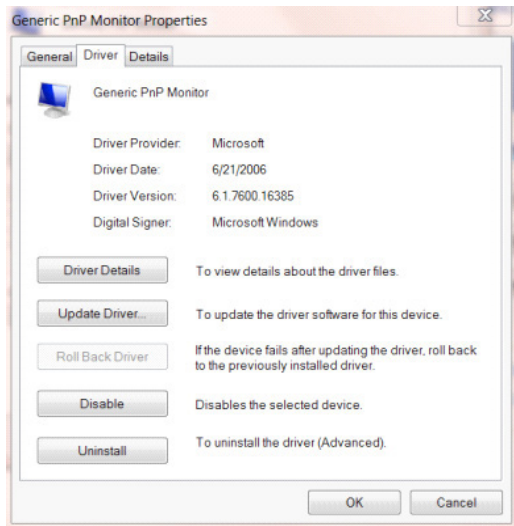 Generic PnP Monitor Properties
General Driver Details
Generic PnP Monitor
Driver Provider: Microsoft
Driver Date: 6/21/2006
Driver Version: 6.1.7600.16385
Digital Signer: Microsoft Windows
Driver Details To view details about the driver files.
Update Driver... To update the driver software for this device.
Roll Back Driver If the device fails after updating the driver, roll back
to the previously installed driver.
Disable Disables the selected device.
Uninstall To uninstall the driver (Advanced).
OK Cancel